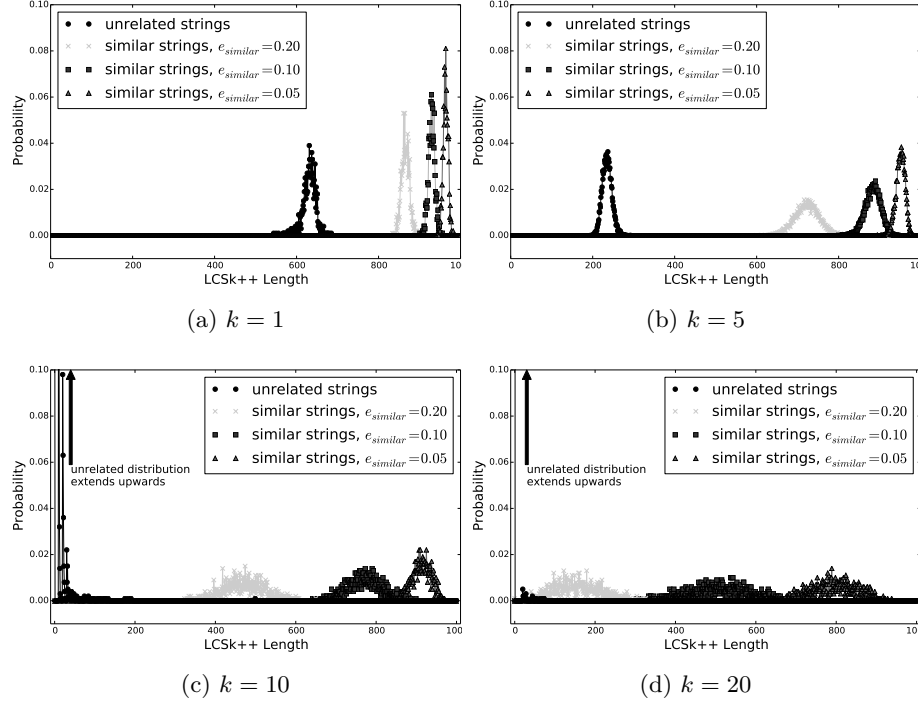 0.10
0.08
0.06
0.04
0.02
0.00
Probability
0 200 400 600 800 100
LCSk++ Length
unrelated strings
similar strings, e_similar=0.20
similar strings, e_similar=0.10
similar strings, e_similar=0.05
(a) k = 1
0.10
0.08
0.06
0.04
0.02
0.00
Probability
0 200 400 600 800 100
LCSk++ Length
unrelated strings
similar strings, e_similar=0.20
similar strings, e_similar=0.10
similar strings, e_similar=0.05
(b) k = 5
0.10
0.08
0.06
0.04
0.02
0.00
Probability
0 200 400 600 800 100
LCSk++ Length
unrelated strings
similar strings, e_similar=0.20
similar strings, e_similar=0.10
similar strings, e_similar=0.05
unrelated distribution
extends upwards
(c) k = 10
0.10
0.08
0.06
0.04
0.02
0.00
Probability
0 200 400 600 800 100
LCSk++ Length
unrelated strings
similar strings, e_similar=0.20
similar strings, e_similar=0.10
similar strings, e_similar=0.05
unrelated distribution
extends upwards
(d) k = 20